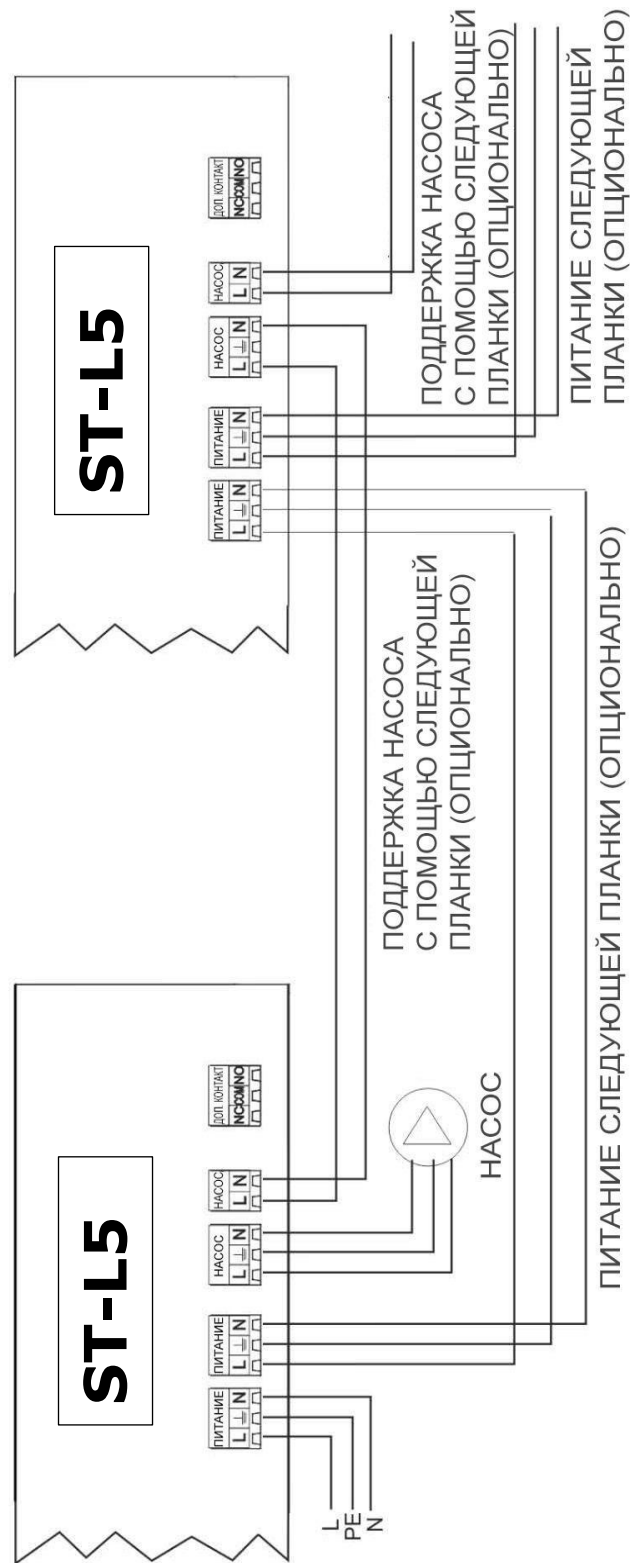 ST-L5
ПИТАНИЕ
L ⏚ N
ПИТАНИЕ
L ⏚ N
НАСОС
L ⏚ N
НАСОС
L N
ДОП. КОНТАКТ
NC COM NO
L
PE
N
НАСОС
ПОДДЕРЖКА НАСОСА
С ПОМОЩЬЮ СЛЕДУЮЩЕЙ
ПЛАНКИ (ОПЦИОНАЛЬНО)
ПИТАНИЕ СЛЕДУЮЩЕЙ ПЛАНКИ (ОПЦИОНАЛЬНО)
ST-L5
ПИТАНИЕ
L ⏚ N
ПИТАНИЕ
L ⏚ N
НАСОС
L ⏚ N
НАСОС
L N
ДОП. КОНТАКТ
NC COM NO
ПОДДЕРЖКА НАСОСА
С ПОМОЩЬЮ СЛЕДУЮЩЕЙ
ПЛАНКИ (ОПЦИОНАЛЬНО)
ПИТАНИЕ СЛЕДУЮЩЕЙ
ПЛАНКИ (ОПЦИОНАЛЬНО)